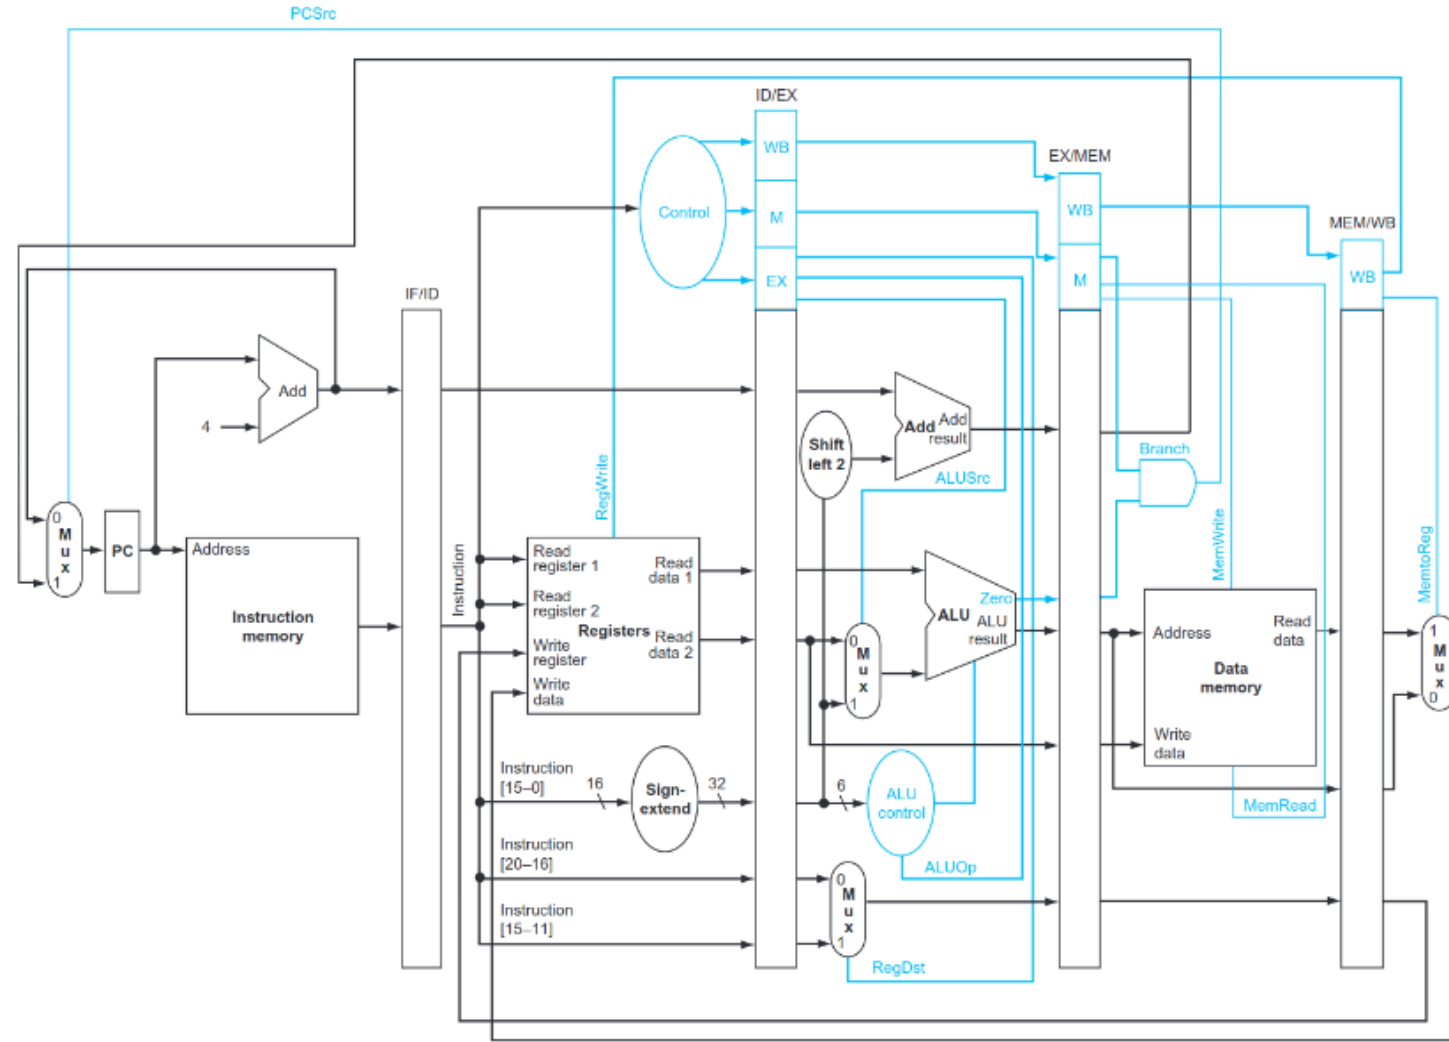 PCSrc
ID/EX
WB
EX/MEM
Control
M
WB
MEM/WB
EX
M
WB
IF/ID
Add
4
Shift
left 2
Add
Add
result
Branch
ALUSrc
RegWrite
MemWrite
MemtoReg
0
M
u
x
1
PC
Address
Instruction
memory
Instruction
Read
register 1
Read
register 2
Write
register
Write
data
Registers
Read
data 1
Read
data 2
0
M
u
x
1
Zero
ALU
ALU
result
Address
Read
data
Data
memory
Write
data
1
M
u
x
0
Instruction
[15–0]
16
Sign-
extend
32
6
ALU
control
MemRead
Instruction
[20–16]
ALUOp
0
M
u
x
1
Instruction
[15–11]
RegDst